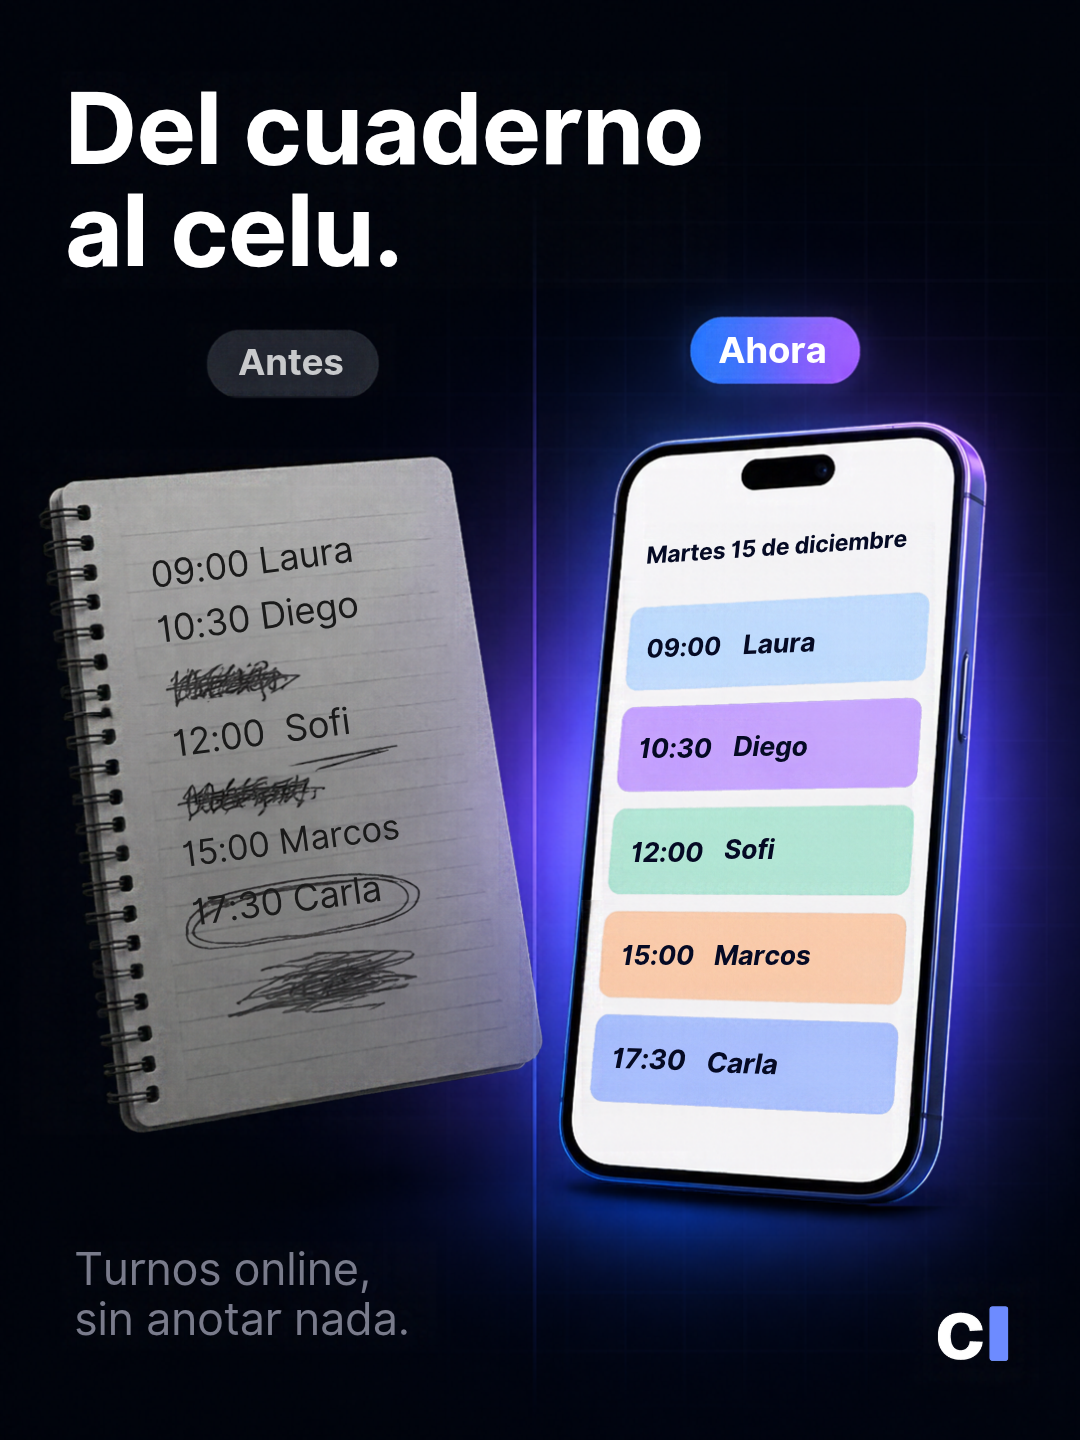 Del cuaderno
al celu.
Antes
Ahora
09:00 Laura
10:30 Diego
12:00 Sofi
15:00 Marcos
17:30 Carla
Martes 15 de diciembre
09:00 Laura
10:30 Diego
12:00 Sofi
15:00 Marcos
17:30 Carla
Turnos online,
sin anotar nada.
c